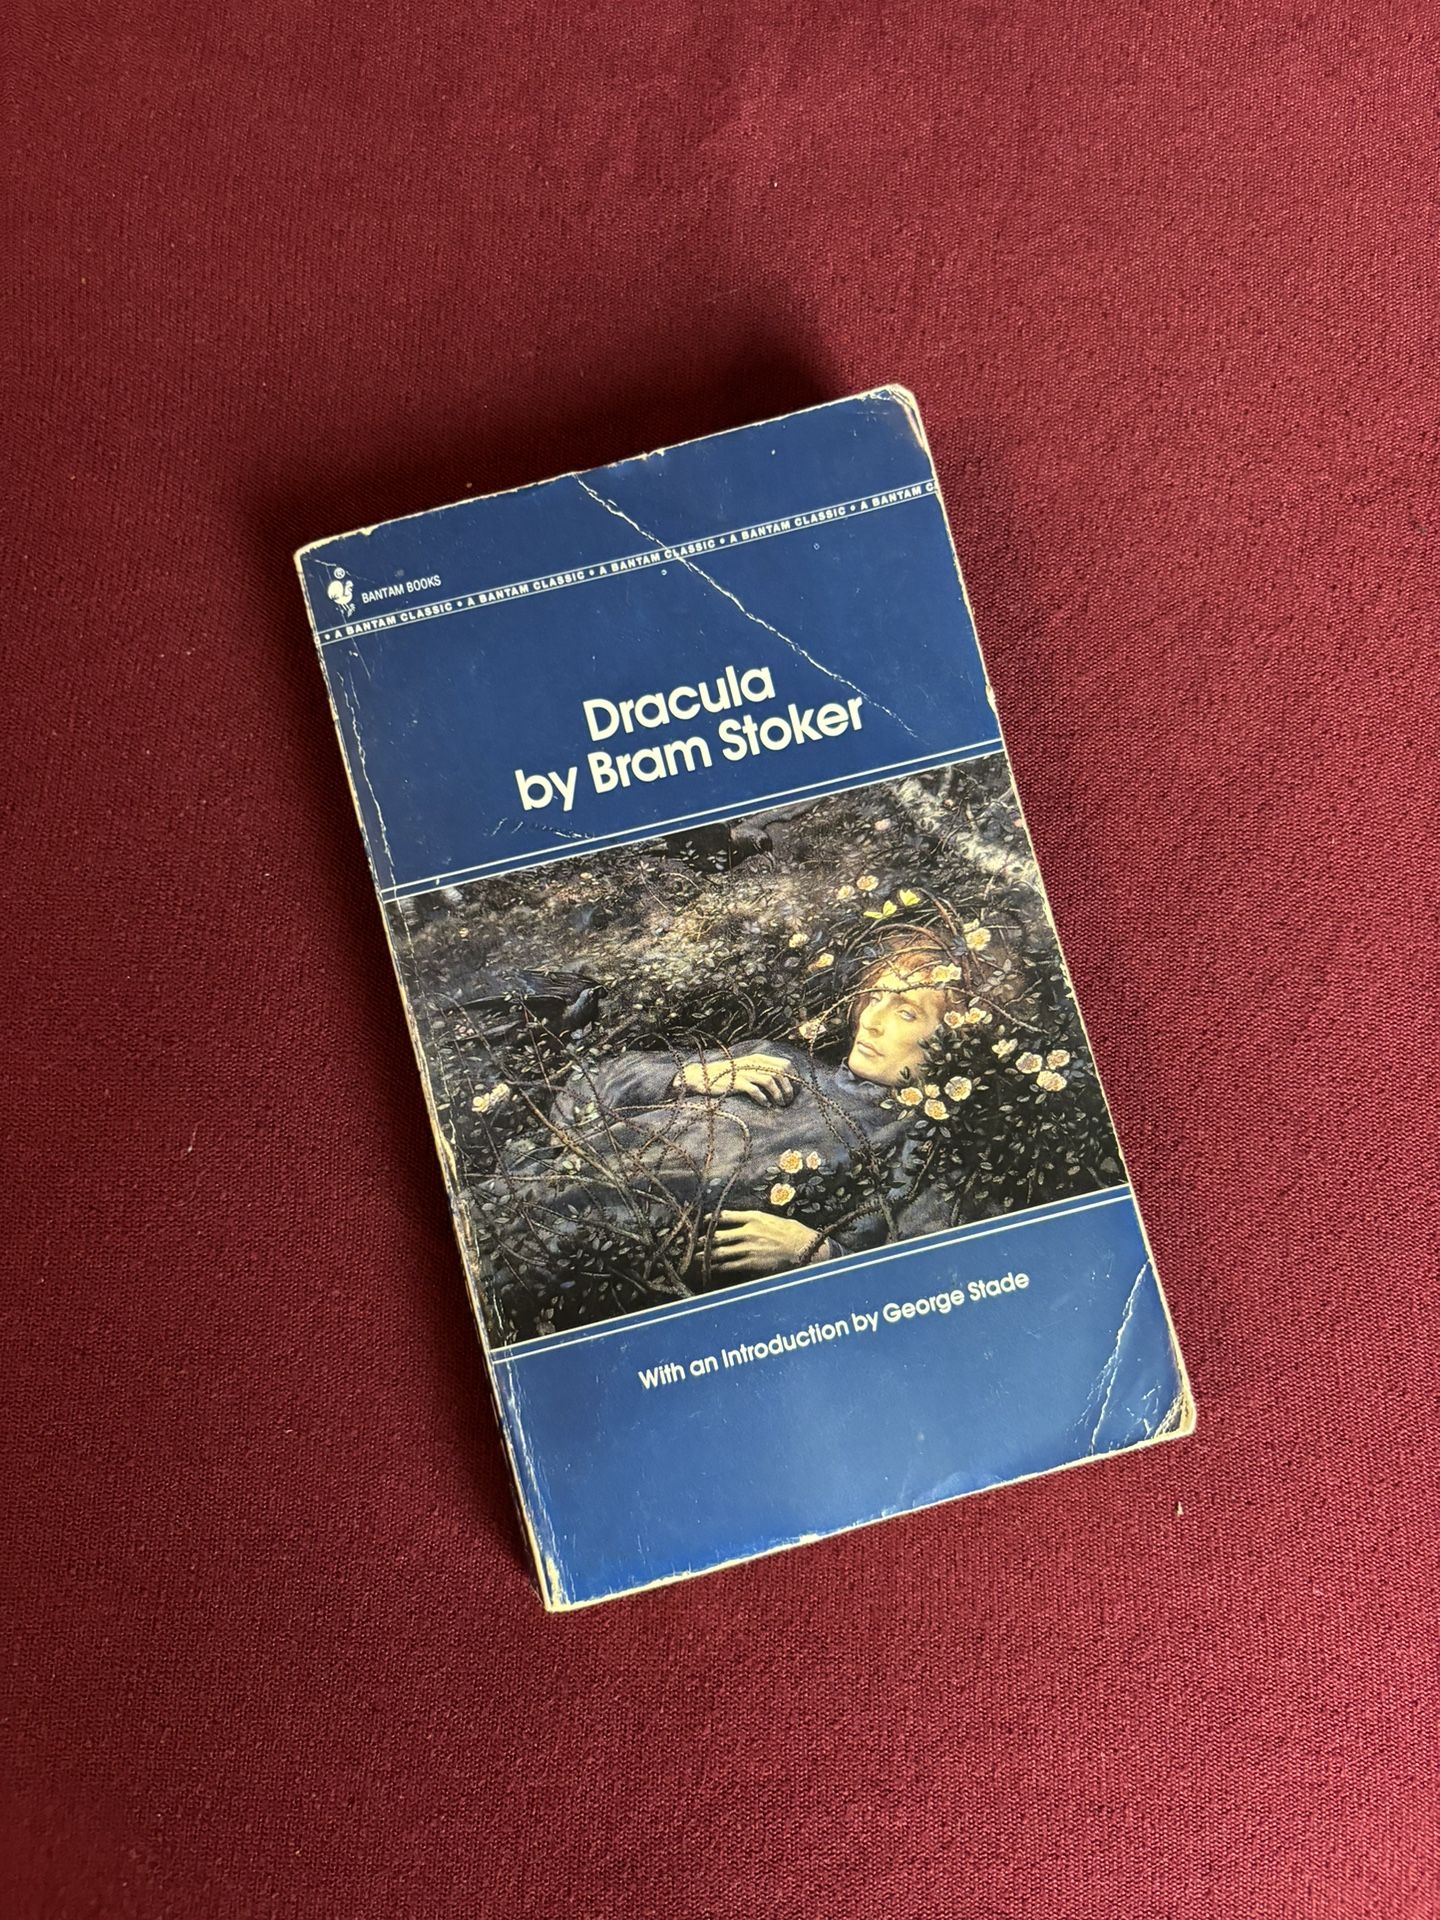 ® BANTAM BOOKS
• A BANTAM CLASSIC • A BANTAM CLASSIC • A BANTAM CLASSIC • A BANTAM CLASSIC • A BANTAM C
Dracula
by Bram Stoker
With an Introduction by George Stade